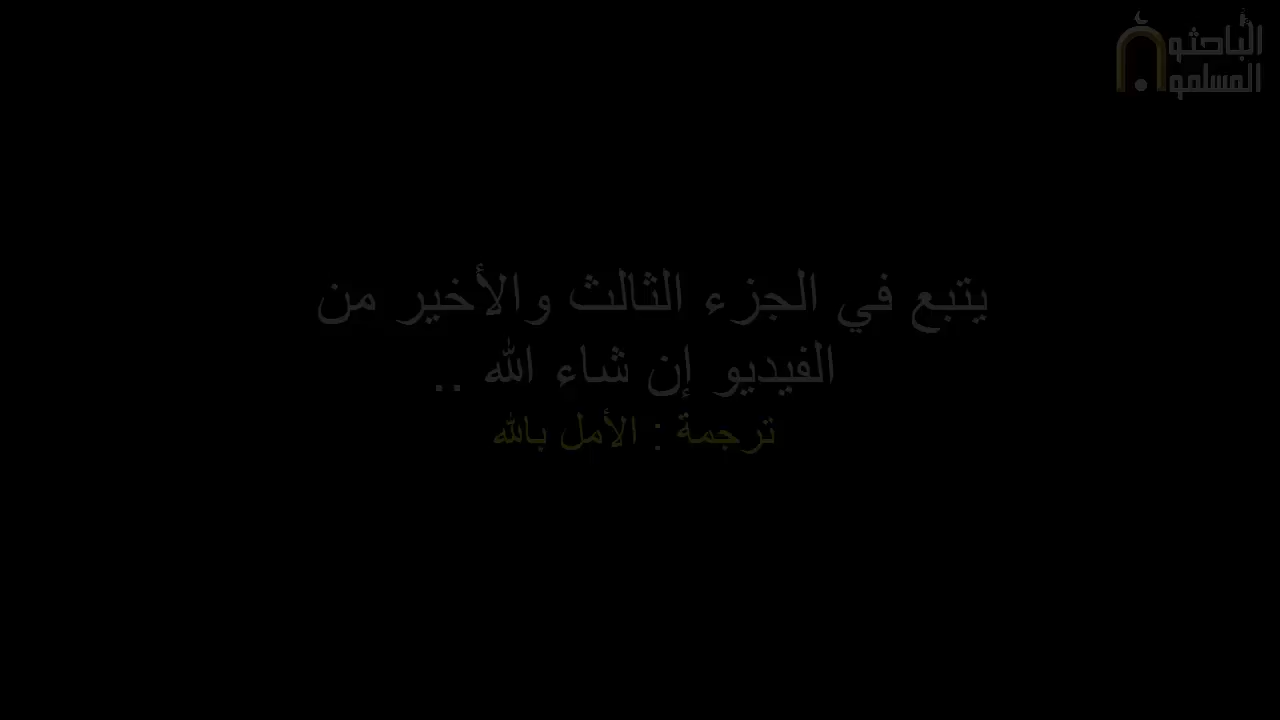 الباحثون
المسلمون
يتبع في الجزء الثالث والأخير من
الفيديو إن شاء الله ..
ترجمة : الأمل بالله